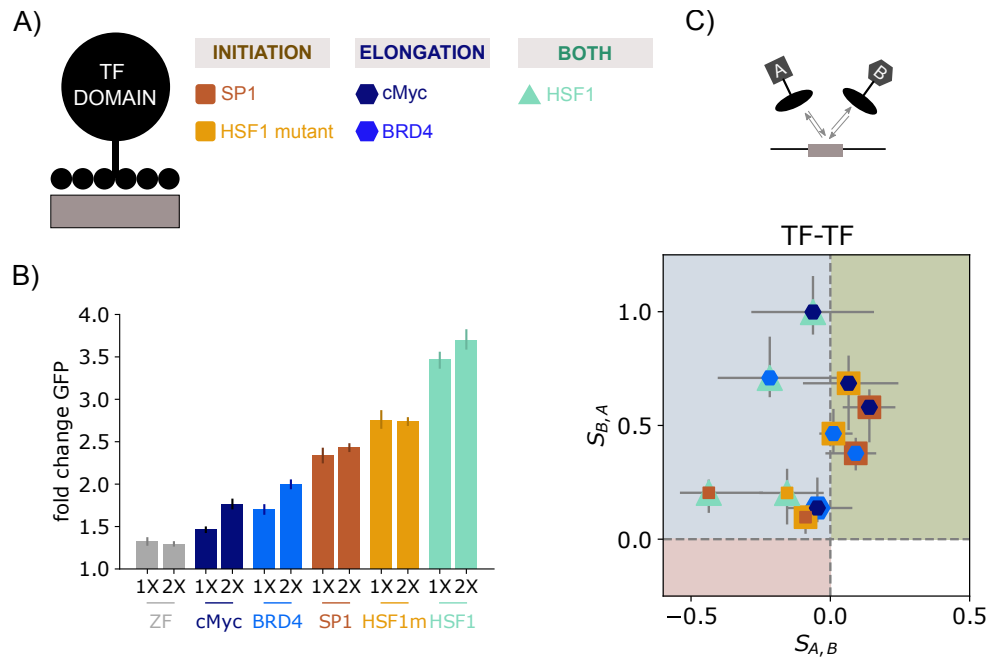 A)
TF
DOMAIN
INITIATION
SP1
HSF1 mutant
ELONGATION
cMyc
BRD4
BOTH
HSF1
B)
fold change GFP
4.0
3.5
3.0
2.5
2.0
1.5
1.0
1X 2X 1X 2X 1X 2X 1X 2X 1X 2X 1X 2X
ZF cMyc BRD4 SP1 HSF1m HSF1
C)
A
B
TF-TF
S_B,A
1.0
0.5
0.0
−0.5 0.0 0.5
S_A,B